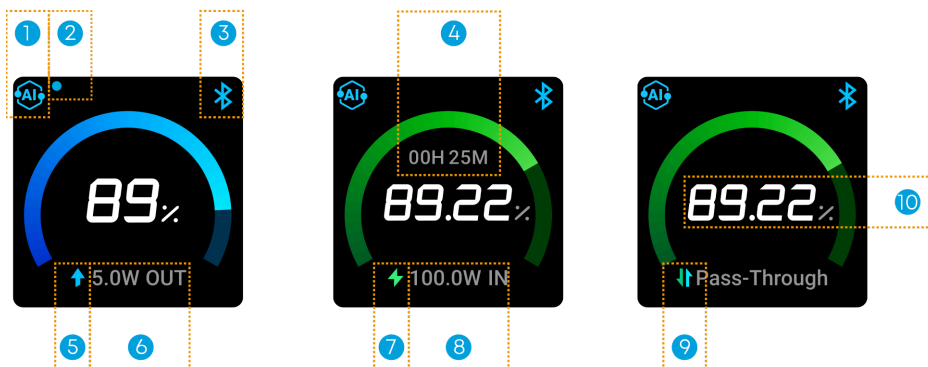 1 2 3 4
AI AI AI
00H 25M
89% 89.22% 89.22% 10
5.0W OUT 100.0W IN Pass-Through
5 6 7 8 9